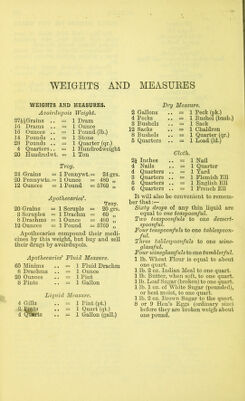 WEIGHTS AND MEASURES
WEIGHTS AND MEASURES.
Avoirdupois Weight.
27⅓ Grains .. = 1 Dram
16 Drams .. = 1 Ounce
16 Ounces .. = 1 Pound (lb.)
14 Pounds .. = 1 Stone
28 Pounds .. = 1 Quarter (qr.)
4 Quarters .. = 1 Hundredweight
20 Hundredwt. = 1 Ton
Troy.
24 Grains = 1 Pennywt. = 24 grs.
20 Pennywts. = 1 Ounce = 480 „
12 Ounces = 1 Pound = 5760 „
Apothecaries'.
Troy.
20 Grains = 1 Scruple = 20 grs.
3 Scruples = 1 Drachm = 60 „
8 Drachms = 1 Ounce = 480 „
12 Ounces = 1 Pound = 5760 „
Apothecaries compound their medi-
cines by this weight, but buy and sell
their drugs by avoirdupois.
Apothecaries' Fluid Measure.
60 Minims .. = 1 Fluid Drachm
8 Drachms .. = 1 Ounce
20 Ounces .. = 1 Pint
8 Pints .. = 1 Gallon
Liquid Measure.
4 Gills .. = 1 Pint (pt.)
2 Pints .. = 1 Quart (qt.)
4 Quarts .. = 1 Gallon (gall.)
Dry Measure.
2 Gallons .. = 1 Peck (pk.)
4 Pecks .. = 1 Bushel (bush.)
3 Bushels .. = 1 Sack
12 Sacks .. = 1 Chaldron
8 Bushels .. = 1 Quarter (qr.)
5 Quarters .. = 1 Load (ld.)
Cloth.
2¼ Inches .. = 1 Nail
4 Nails .. = 1 Quarter
4 Quarters .. = 1 Yard
3 Quarters .. = 1 Flemish Ell
5 Quarters .. = 1 English Ell
6 Quarters .. = 1 French Ell
It will also be convenient to remem-
ber that:—
Sixty drops of any thin liquid are
equal to one teaspoonful.
Two teaspoonfuls to one dessert-
spoonful.
Four teaspoonfuls to one tablespoon-
ful.
Three tablespoonfuls to one wine-
glassful.
Four wineglassfuls to one tumblerful.
1 lb. Wheat Flour is equal to about
one quart.
1 lb. 2 oz. Indian Meal to one quart.
1 lb. Butter, when soft, to one quart.
1 lb. Loaf Sugar (broken) to one quart.
1 lb. 1 oz. of White Sugar (pounded),
or best moist, to one quart.
1 lb. 2 oz. Brown Sugar to the quart.
8 or 9 Hen's Eggs (ordinary size)
before they are broken weigh about
one pound.